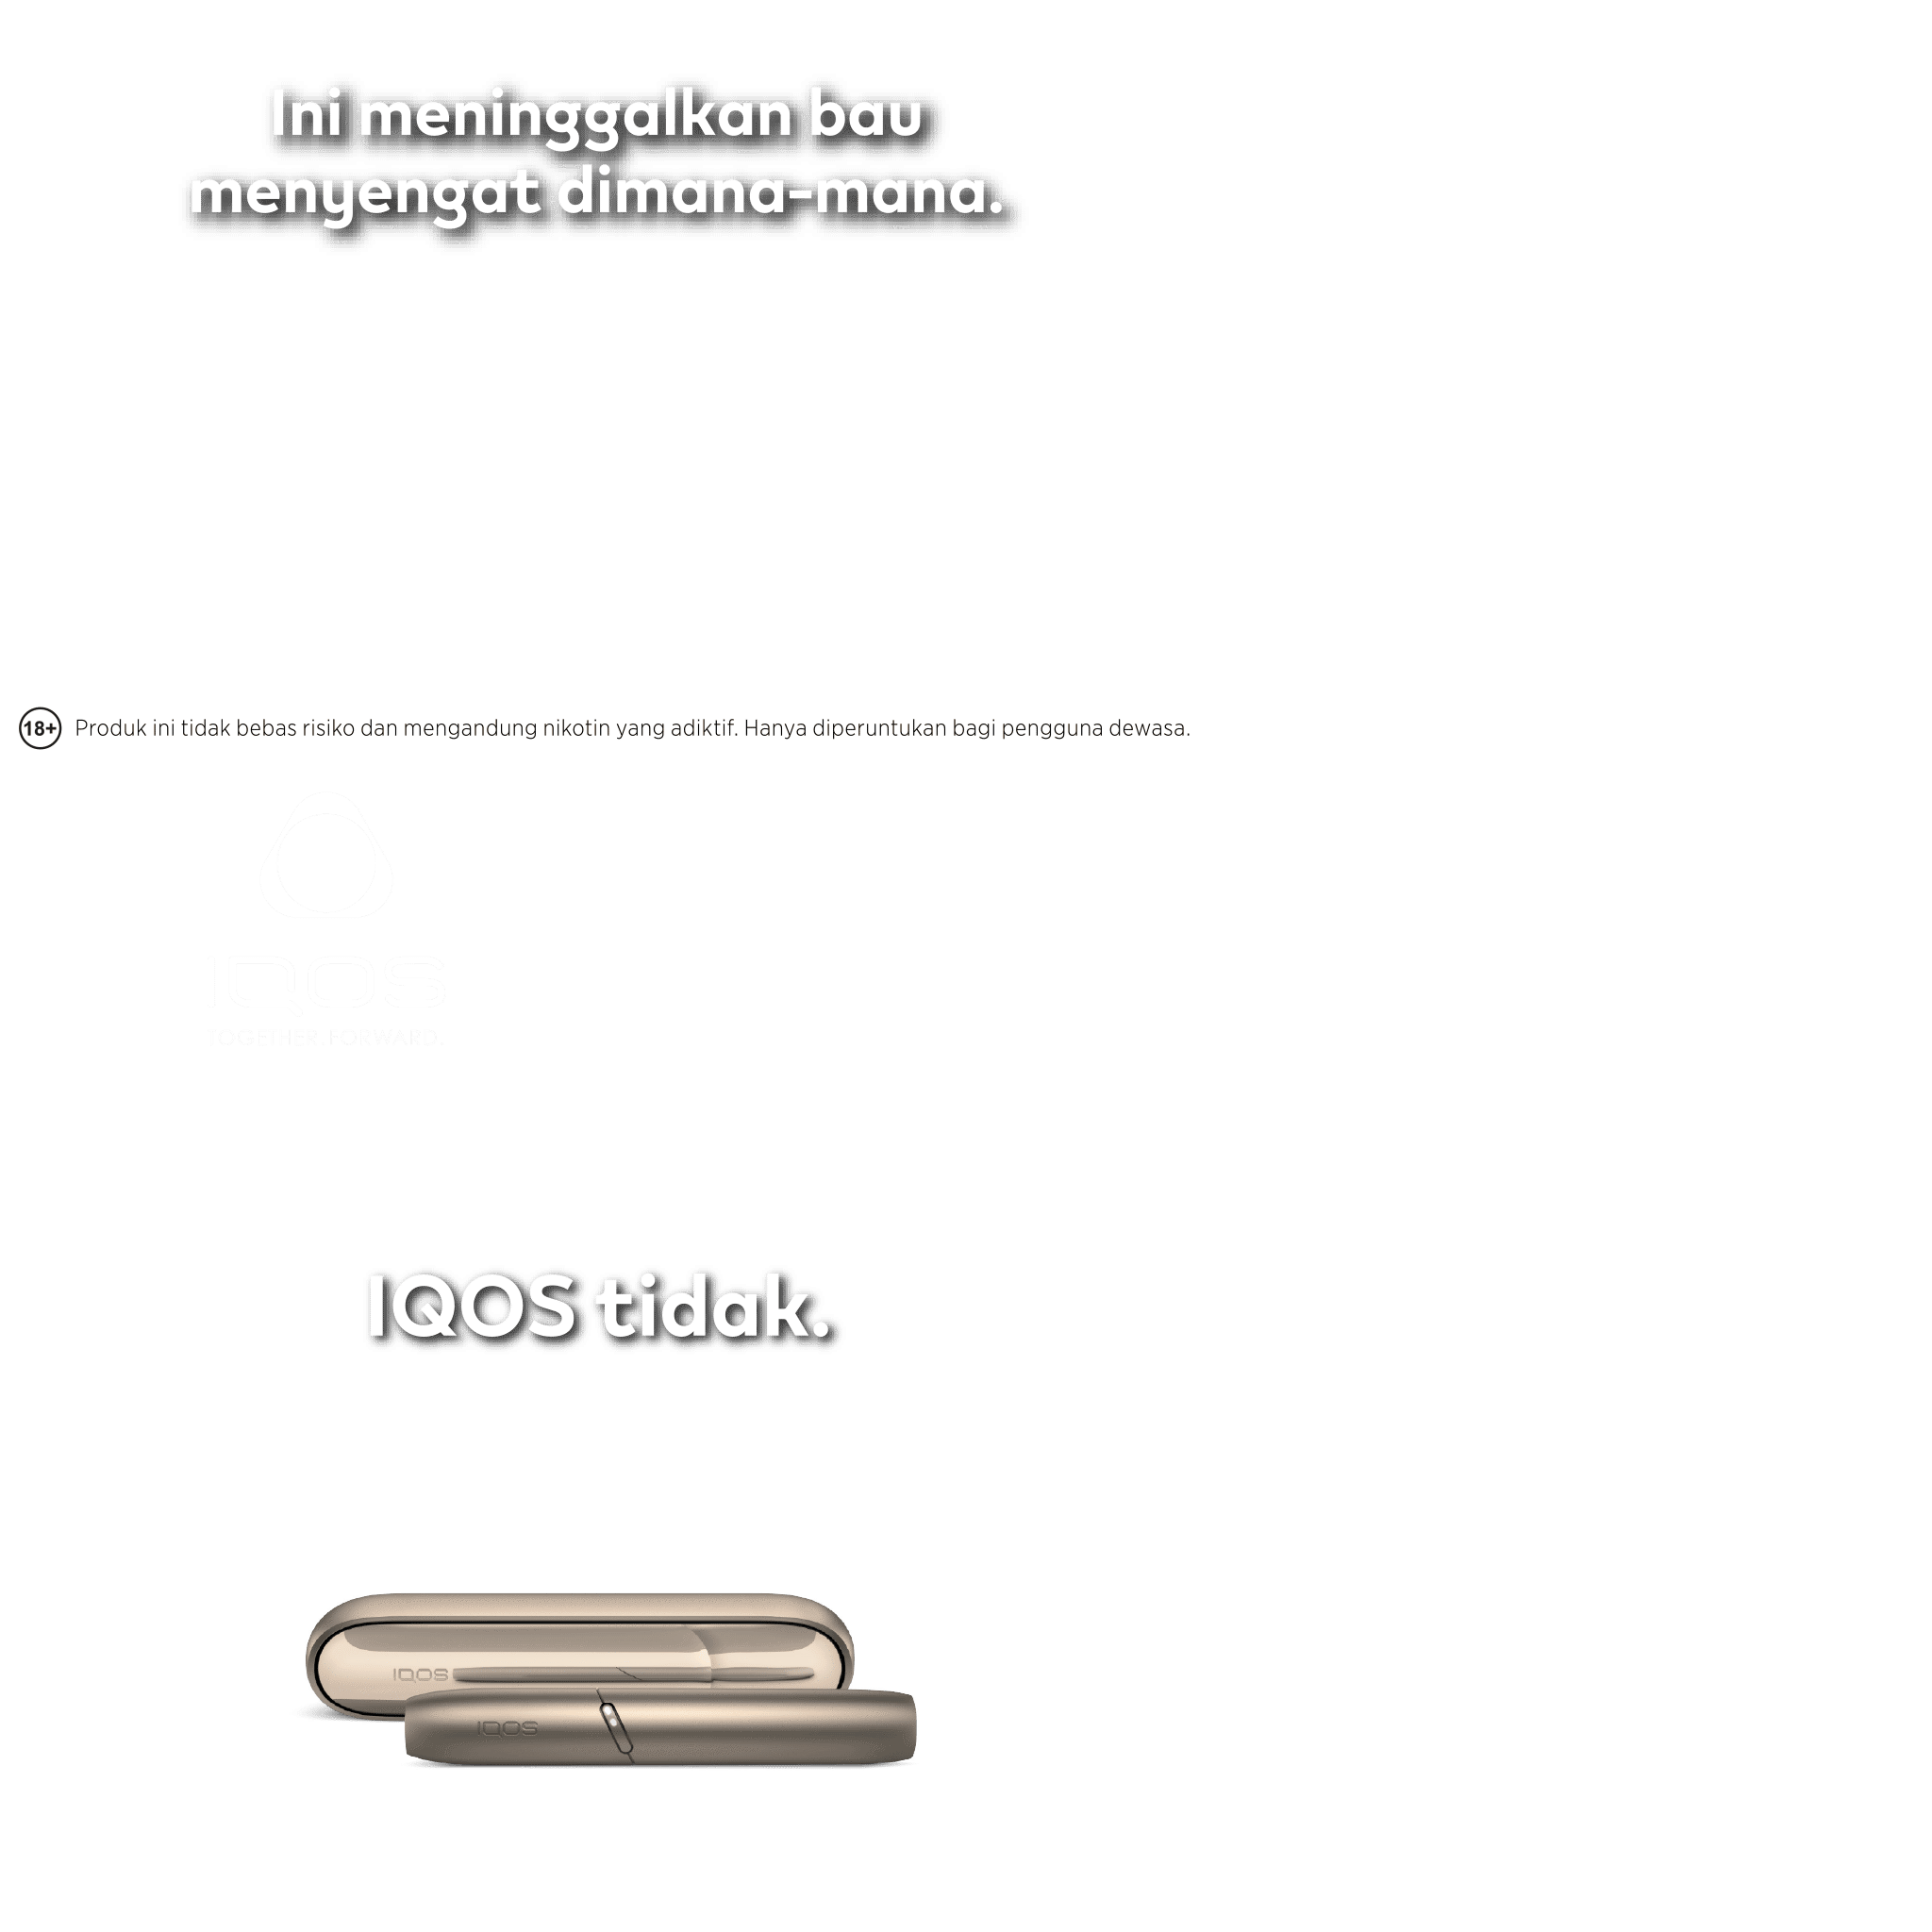 Ini meninggalkan bau
menyengat dimana-mana.
18+ Produk ini tidak bebas risiko dan mengandung nikotin yang adiktif. Hanya diperuntukan bagi pengguna dewasa.
IQOS
TOGETHER. FORWARD.
IQOS tidak.
IQOS
IQOS